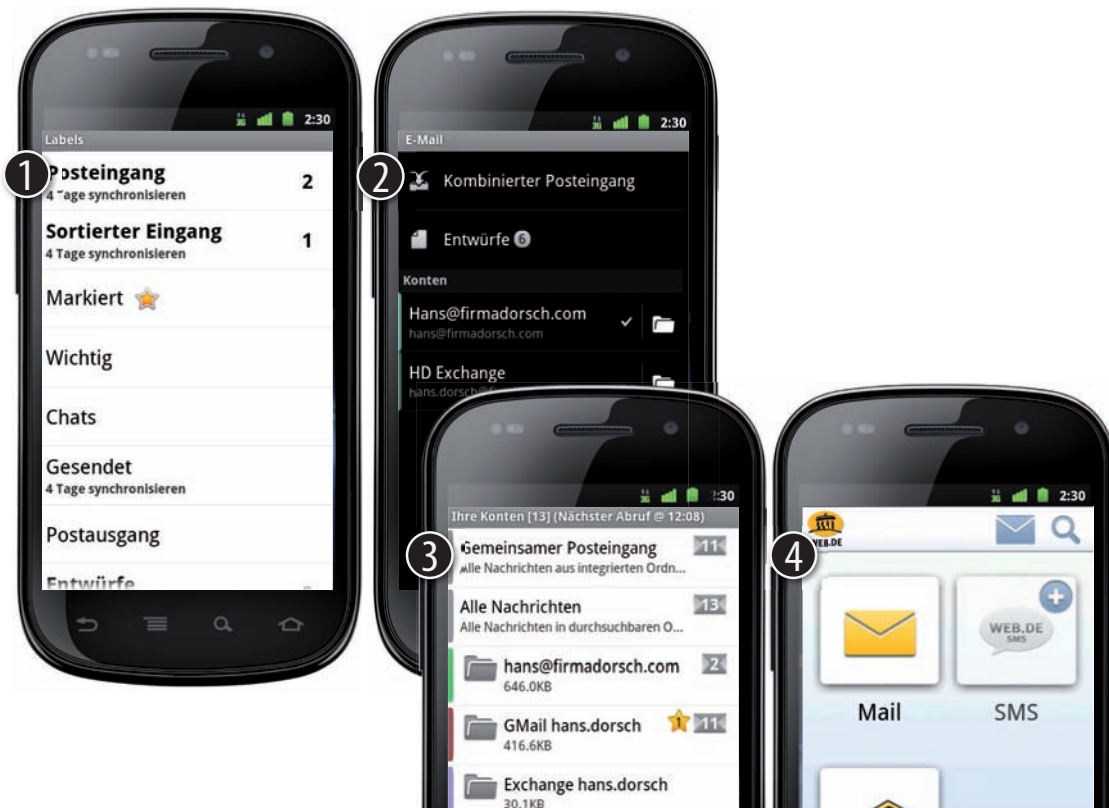 2:30
Labels
1
Posteingang
2
4 Tage synchronisieren
Sortierter Eingang
1
4 Tage synchronisieren
Markiert
Wichtig
Chats
Gesendet
4 Tage synchronisieren
Postausgang
Entwürfe
3G
2:30
E-Mail
2
Kombinierter Posteingang
Entwürfe 6
Konten
Hans@firmadorsch.com
hans@firmadorsch.com
HD Exchange
hans.dorsch@
2:30
Ihre Konten [13] (Nächster Abruf @ 12:08)
3
Gemeinsamer Posteingang
11
Alle Nachrichten aus integrierten Ordn...
Alle Nachrichten
13
Alle Nachrichten in durchsuchbaren O...
hans@firmadorsch.com
2
646.0KB
GMail hans.dorsch
1
11
416.6KB
Exchange hans.dorsch
30.1KB
3G
2:30
WEB.DE
4
WEB.DE
SMS
Mail
SMS